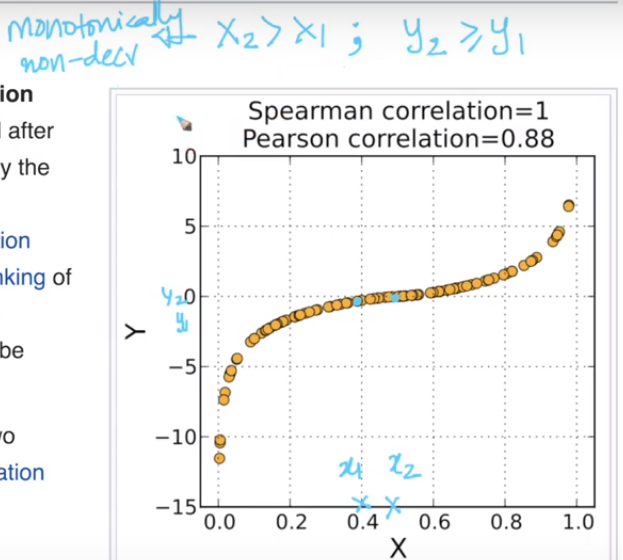 monotonically x₂ > x₁ ; y₂ ≥ y₁
non-decr
ion
after
y the
ion
nking of
be
o
ation
Spearman correlation=1
Pearson correlation=0.88
10
5
0
−5
−10
−15
Y
y₂
y₁
x₁ x₂
0.0 0.2 0.4 0.6 0.8 1.0
X